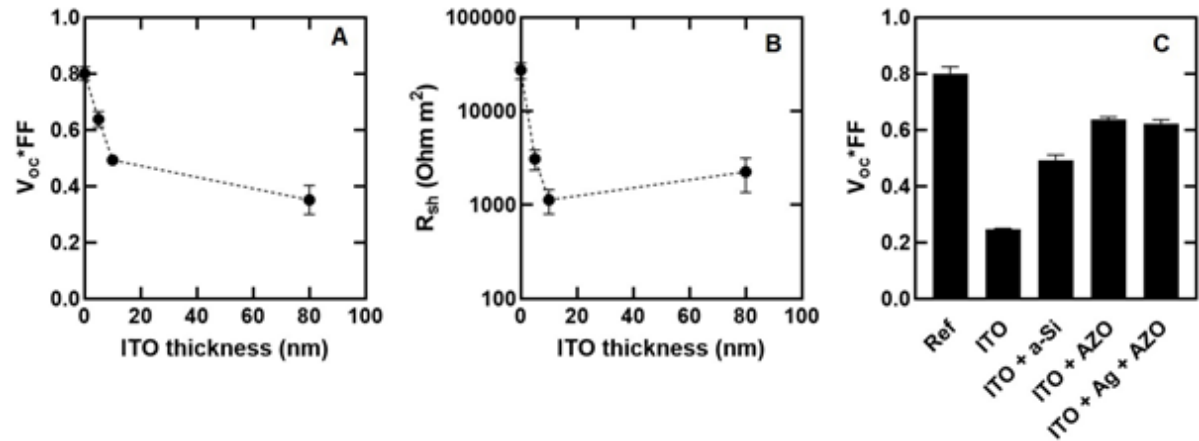 A
1.0
0.8
0.6
0.4
0.2
0.0
V_OC*FF
0 20 40 60 80 100
ITO thickness (nm)
B
100000
10000
1000
100
R_sh (Ohm m²)
0 20 40 60 80 100
ITO thickness (nm)
C
1.0
0.8
0.6
0.4
0.2
0.0
V_OC*FF
Ref
ITO
ITO + a-Si
ITO + AZO
ITO + Ag + AZO